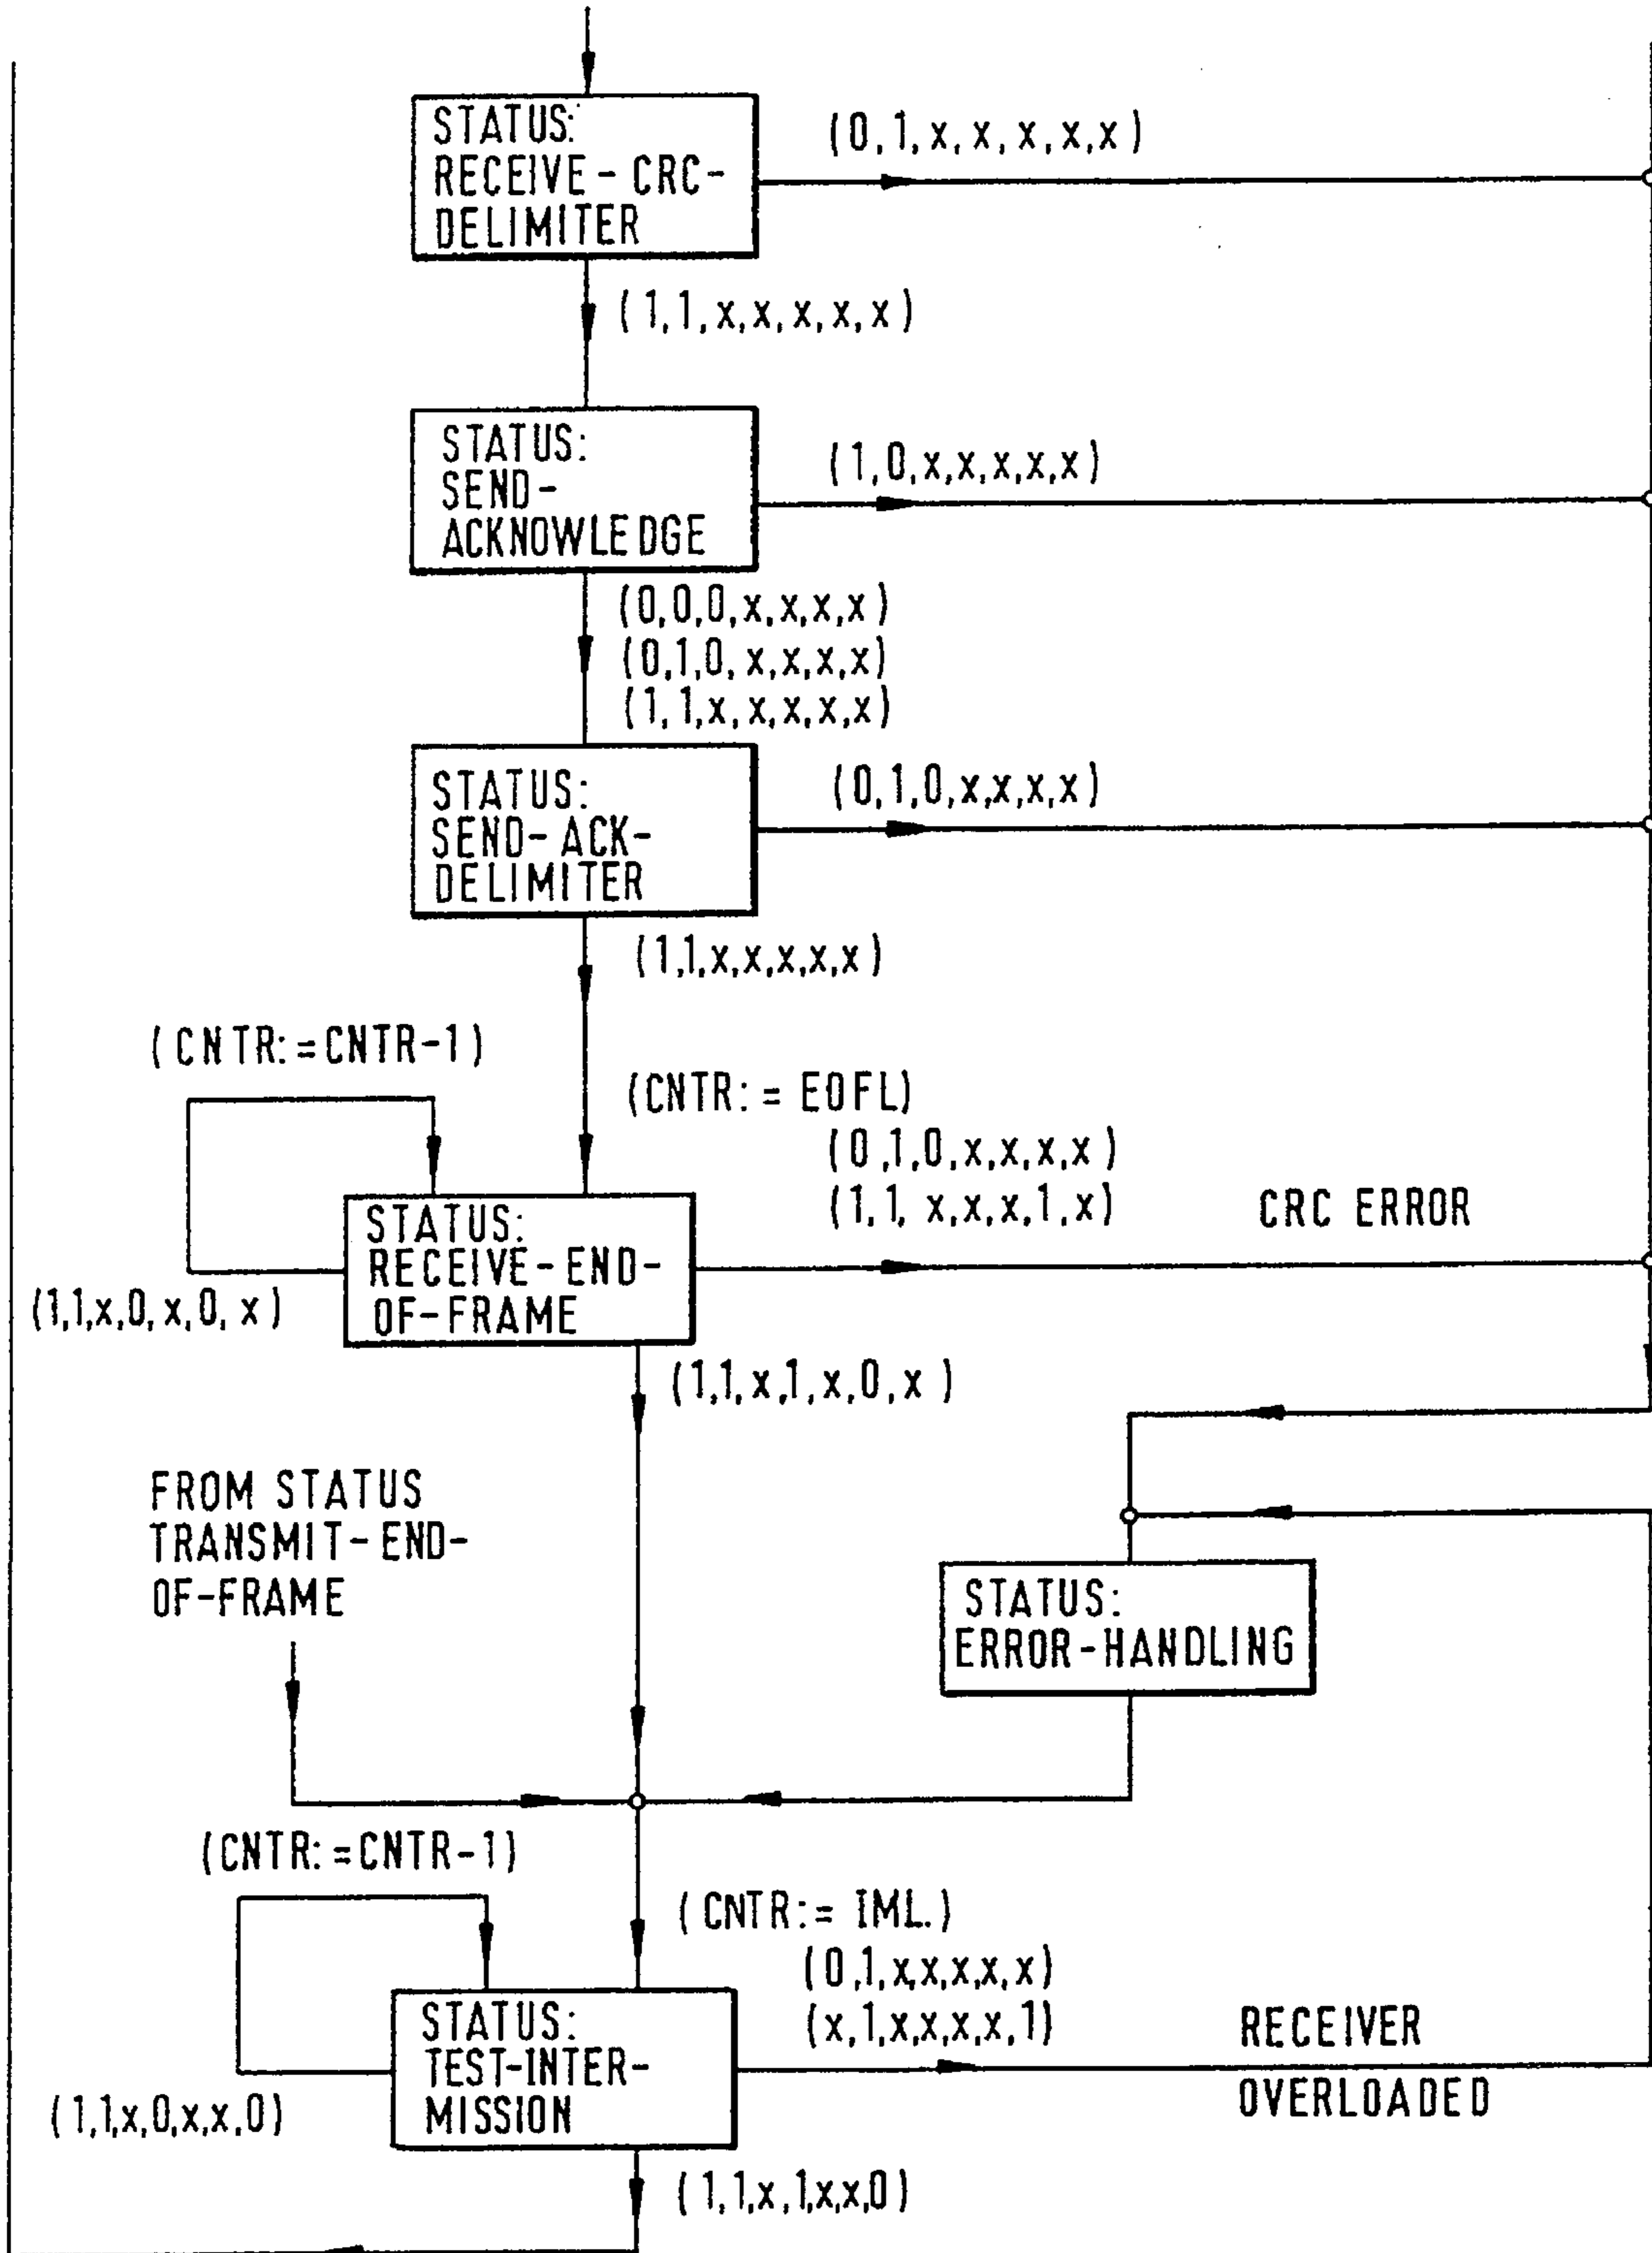 STATUS:
RECEIVE-CRC-
DELIMITER
(0,1,x,x,x,x,x)
(1,1,x,x,x,x,x)
STATUS:
SEND-
ACKNOWLEDGE
(1,0,x,x,x,x,x)
(0,0,0,x,x,x,x)
(0,1,0,x,x,x,x)
(1,1,x,x,x,x,x)
STATUS:
SEND-ACK-
DELIMITER
(0,1,0,x,x,x,x)
(1,1,x,x,x,x,x)
(CNTR:=CNTR-1)
(CNTR:=EOFL)
(0,1,0,x,x,x,x)
(1,1,x,x,x,1,x)
CRC ERROR
STATUS:
RECEIVE-END-
OF-FRAME
(1,1,x,0,x,0,x)
(1,1,x,1,x,0,x)
FROM STATUS
TRANSMIT-END-
OF-FRAME
STATUS:
ERROR-HANDLING
(CNTR:=CNTR-1)
(CNTR:=IML.)
(0,1,x,x,x,x,x)
(x,1,x,x,x,x,1)
RECEIVER
OVERLOADED
STATUS:
TEST-INTER-
MISSION
(1,1,x,0,x,x,0)
(1,1,x,1,x,x,0)